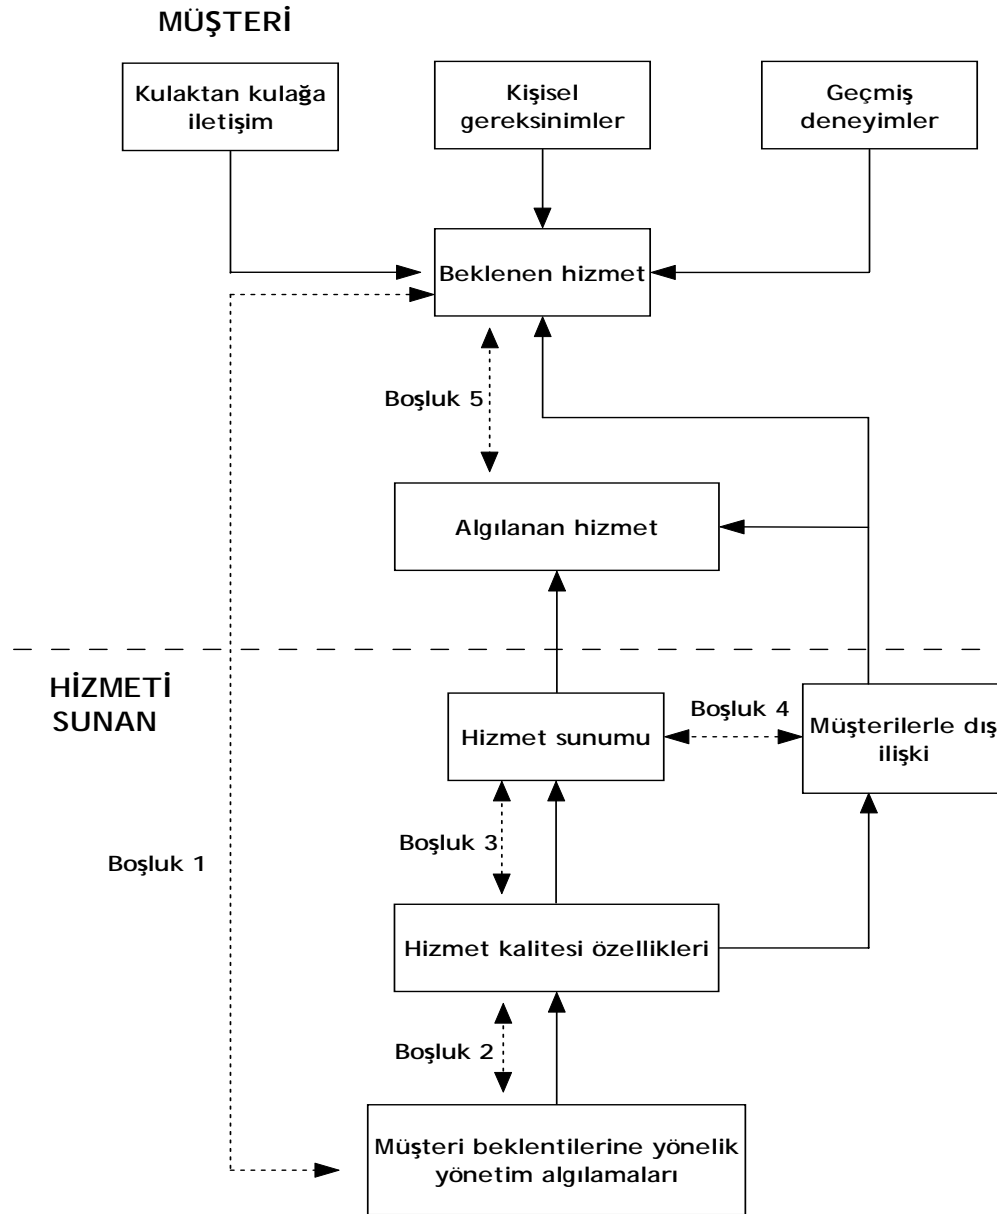 MÜŞTERİ
Kulaktan kulağa
iletişim
Kişisel
gereksinimler
Geçmiş
deneyimler
Beklenen hizmet
Boşluk 5
Algılanan hizmet
HİZMETİ
SUNAN
Hizmet sunumu
Boşluk 4
Müşterilerle dış
ilişki
Boşluk 3
Boşluk 1
Hizmet kalitesi özellikleri
Boşluk 2
Müşteri beklentilerine yönelik
yönetim algılamaları